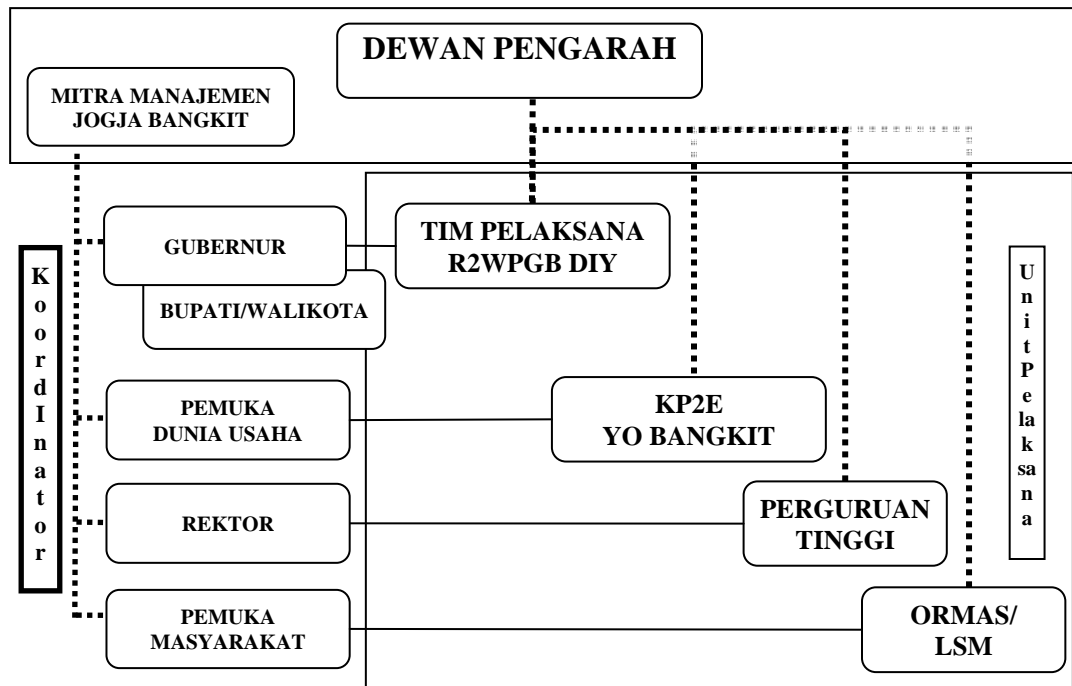 DEWAN PENGARAH
MITRA MANAJEMEN
JOGJA BANGKIT
GUBERNUR
BUPATI/WALIKOTA
TIM PELAKSANA
R2WPGB DIY
K
o
o
r
d
I
n
a
t
o
r
U
n
i
t
P
e
la
k
sa
n
a
PEMUKA
DUNIA USAHA
KP2E
YO BANGKIT
REKTOR
PERGURUAN
TINGGI
PEMUKA
MASYARAKAT
ORMAS/
LSM